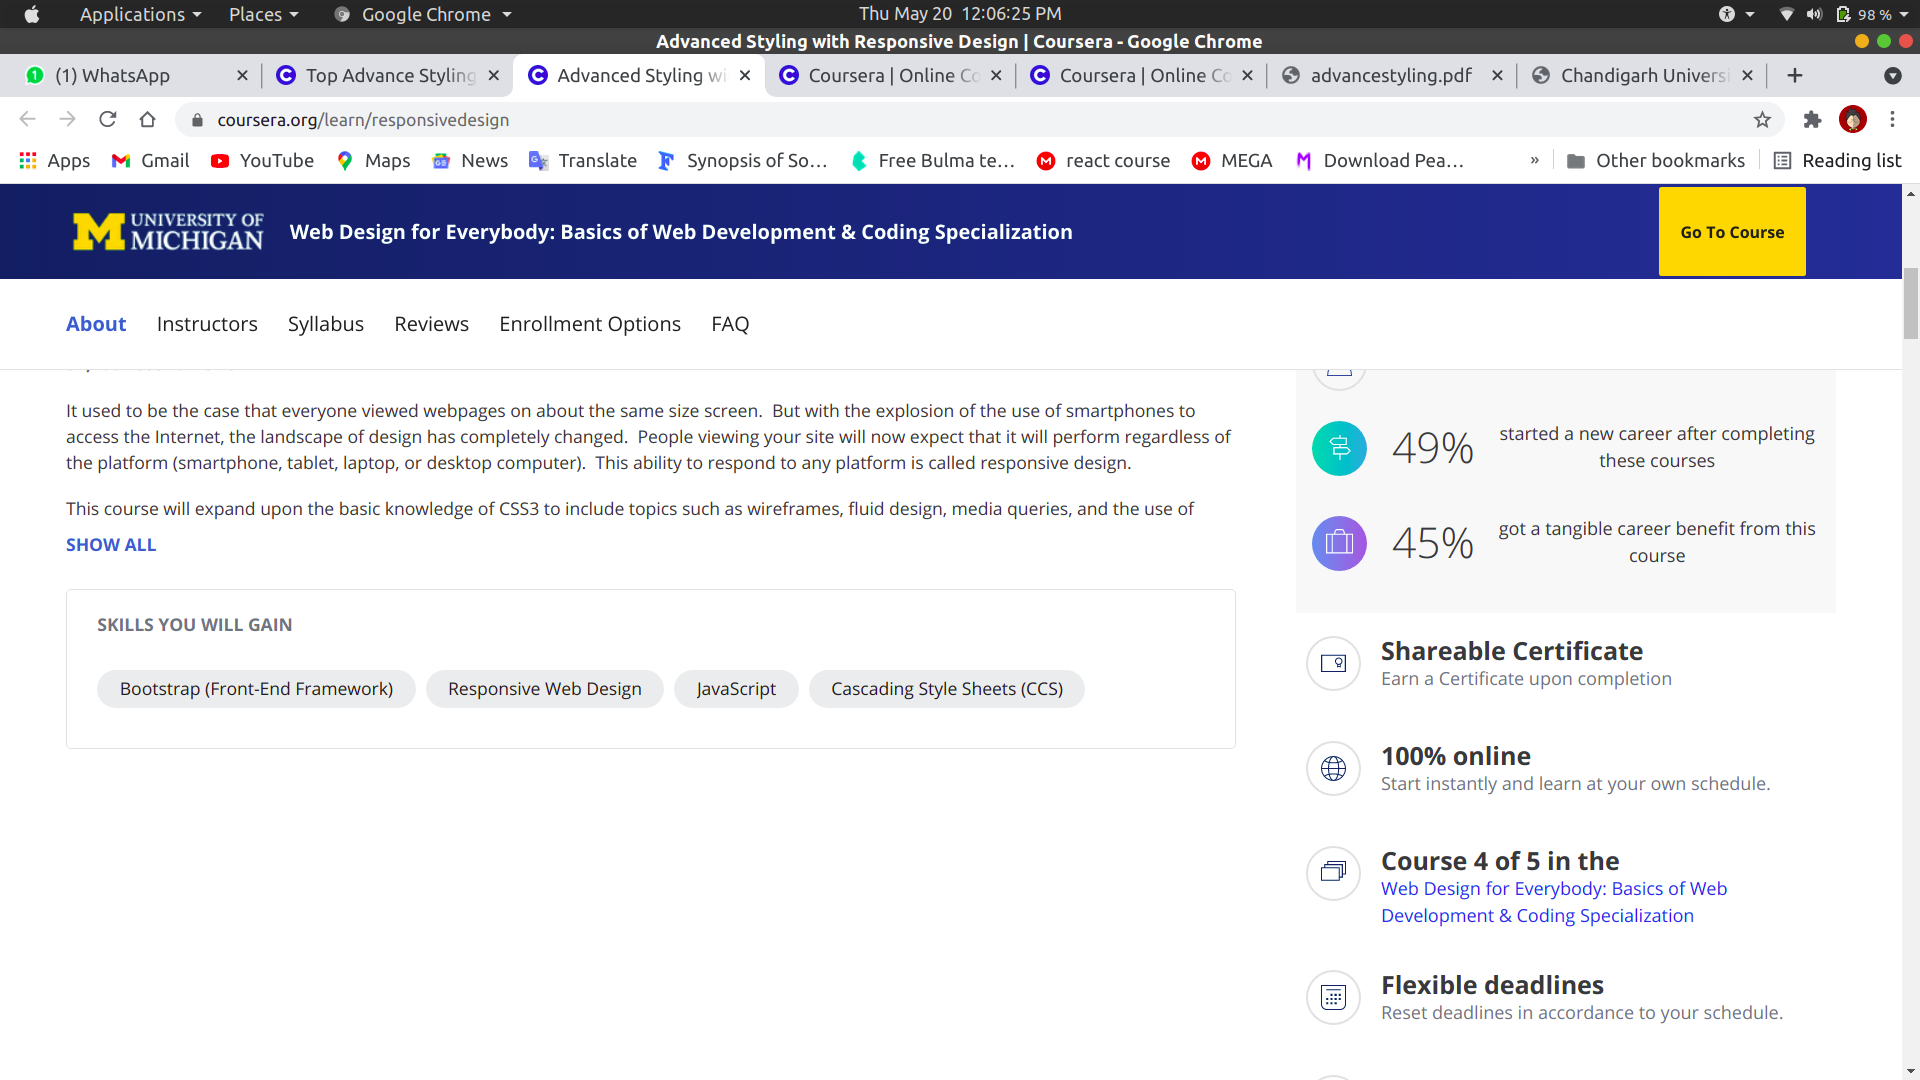 Applications Places Google Chrome Thu May 20 12:06:25 PM 98 %
Advanced Styling with Responsive Design | Coursera - Google Chrome
(1) WhatsApp Top Advance Styling Advanced Styling wi Coursera | Online Co Coursera | Online Co advancestyling.pdf Chandigarh Universi
coursera.org/learn/responsivedesign
Apps Gmail YouTube Maps News Translate Synopsis of So... Free Bulma te... react course MEGA Download Pea... » Other bookmarks Reading list
UNIVERSITY OF
MICHIGAN
Web Design for Everybody: Basics of Web Development & Coding Specialization
Go To Course
About Instructors Syllabus Reviews Enrollment Options FAQ
It used to be the case that everyone viewed webpages on about the same size screen. But with the explosion of the use of smartphones to
access the Internet, the landscape of design has completely changed. People viewing your site will now expect that it will perform regardless of
the platform (smartphone, tablet, laptop, or desktop computer). This ability to respond to any platform is called responsive design.
This course will expand upon the basic knowledge of CSS3 to include topics such as wireframes, fluid design, media queries, and the use of
SHOW ALL
SKILLS YOU WILL GAIN
Bootstrap (Front-End Framework) Responsive Web Design JavaScript Cascading Style Sheets (CCS)
49% started a new career after completing
these courses
45% got a tangible career benefit from this
course
Shareable Certificate
Earn a Certificate upon completion
100% online
Start instantly and learn at your own schedule.
Course 4 of 5 in the
Web Design for Everybody: Basics of Web
Development & Coding Specialization
Flexible deadlines
Reset deadlines in accordance to your schedule.